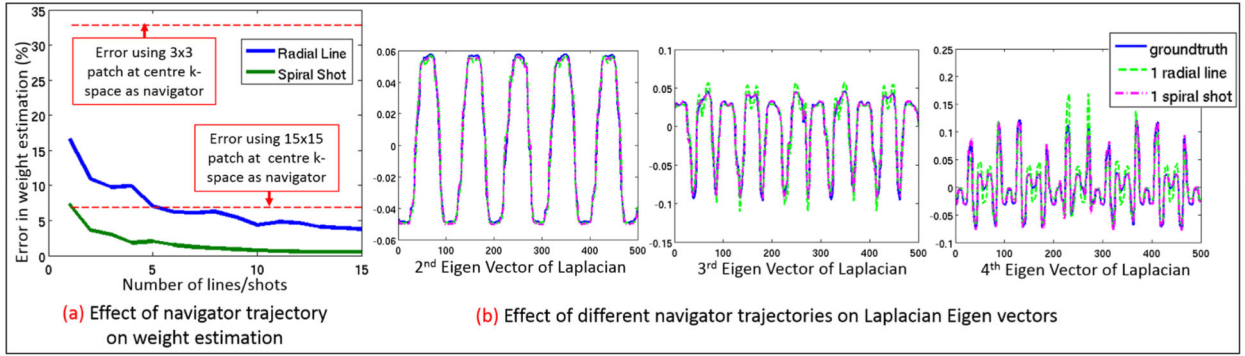 35
30
25
20
15
10
5
0
0
5
10
15
Error in weight estimation (%)
Number of lines/shots
Error using 3x3
patch at centre k-
space as navigator
Radial Line
Spiral Shot
Error using 15x15
patch at centre k-
space as navigator
(a) Effect of navigator trajectory
on weight estimation
0.06
0.04
0.02
0.0
0.02
0.04
-0.06
0
100
200
300
400
500
2nd Eigen Vector of Laplacian
0.1
0.05
0
-0.05
-0.1
-0.15
0
100
200
300
400
500
3rd Eigen Vector of Laplacian
0.25
0.2
0.15
0.1
0.05
0
-0.05
-0.1
0
100
200
300
400
500
4th Eigen Vector of Laplacian
groundtruth
1 radial line
1 spiral shot
(b) Effect of different navigator trajectories on Laplacian Eigen vectors